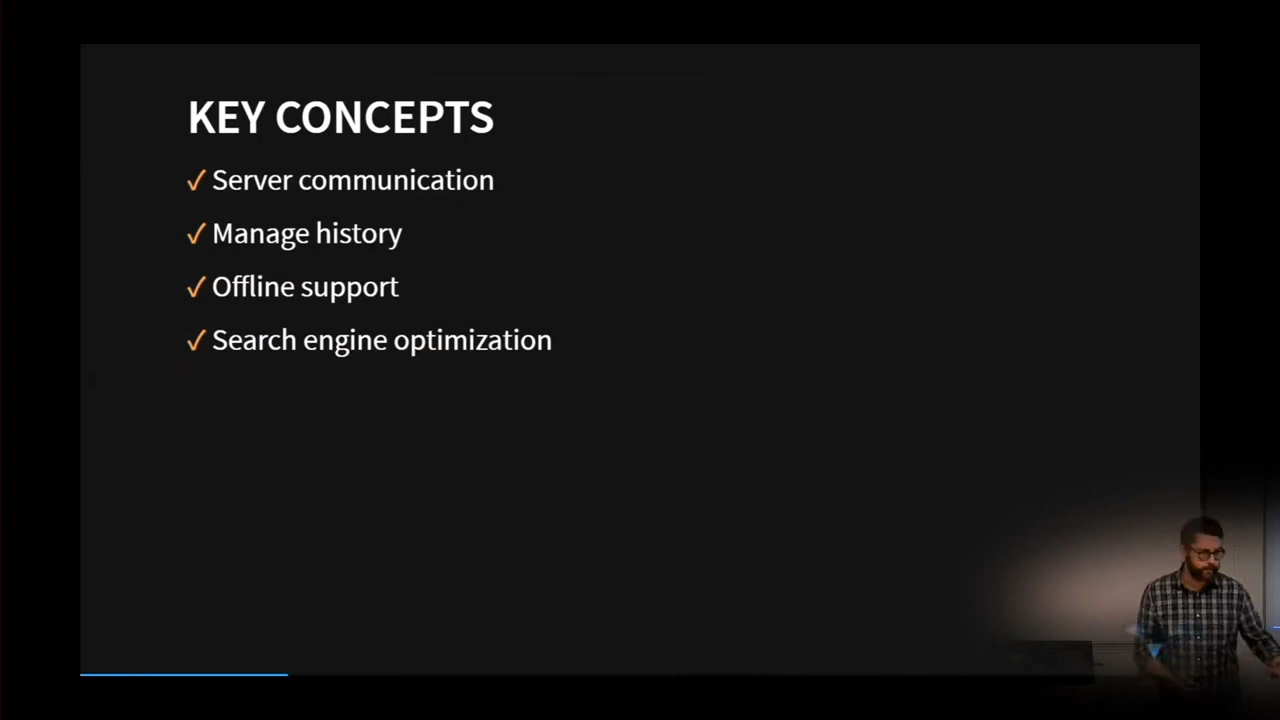 KEY CONCEPTS
✓ Server communication
✓ Manage history
✓ Offline support
✓ Search engine optimization